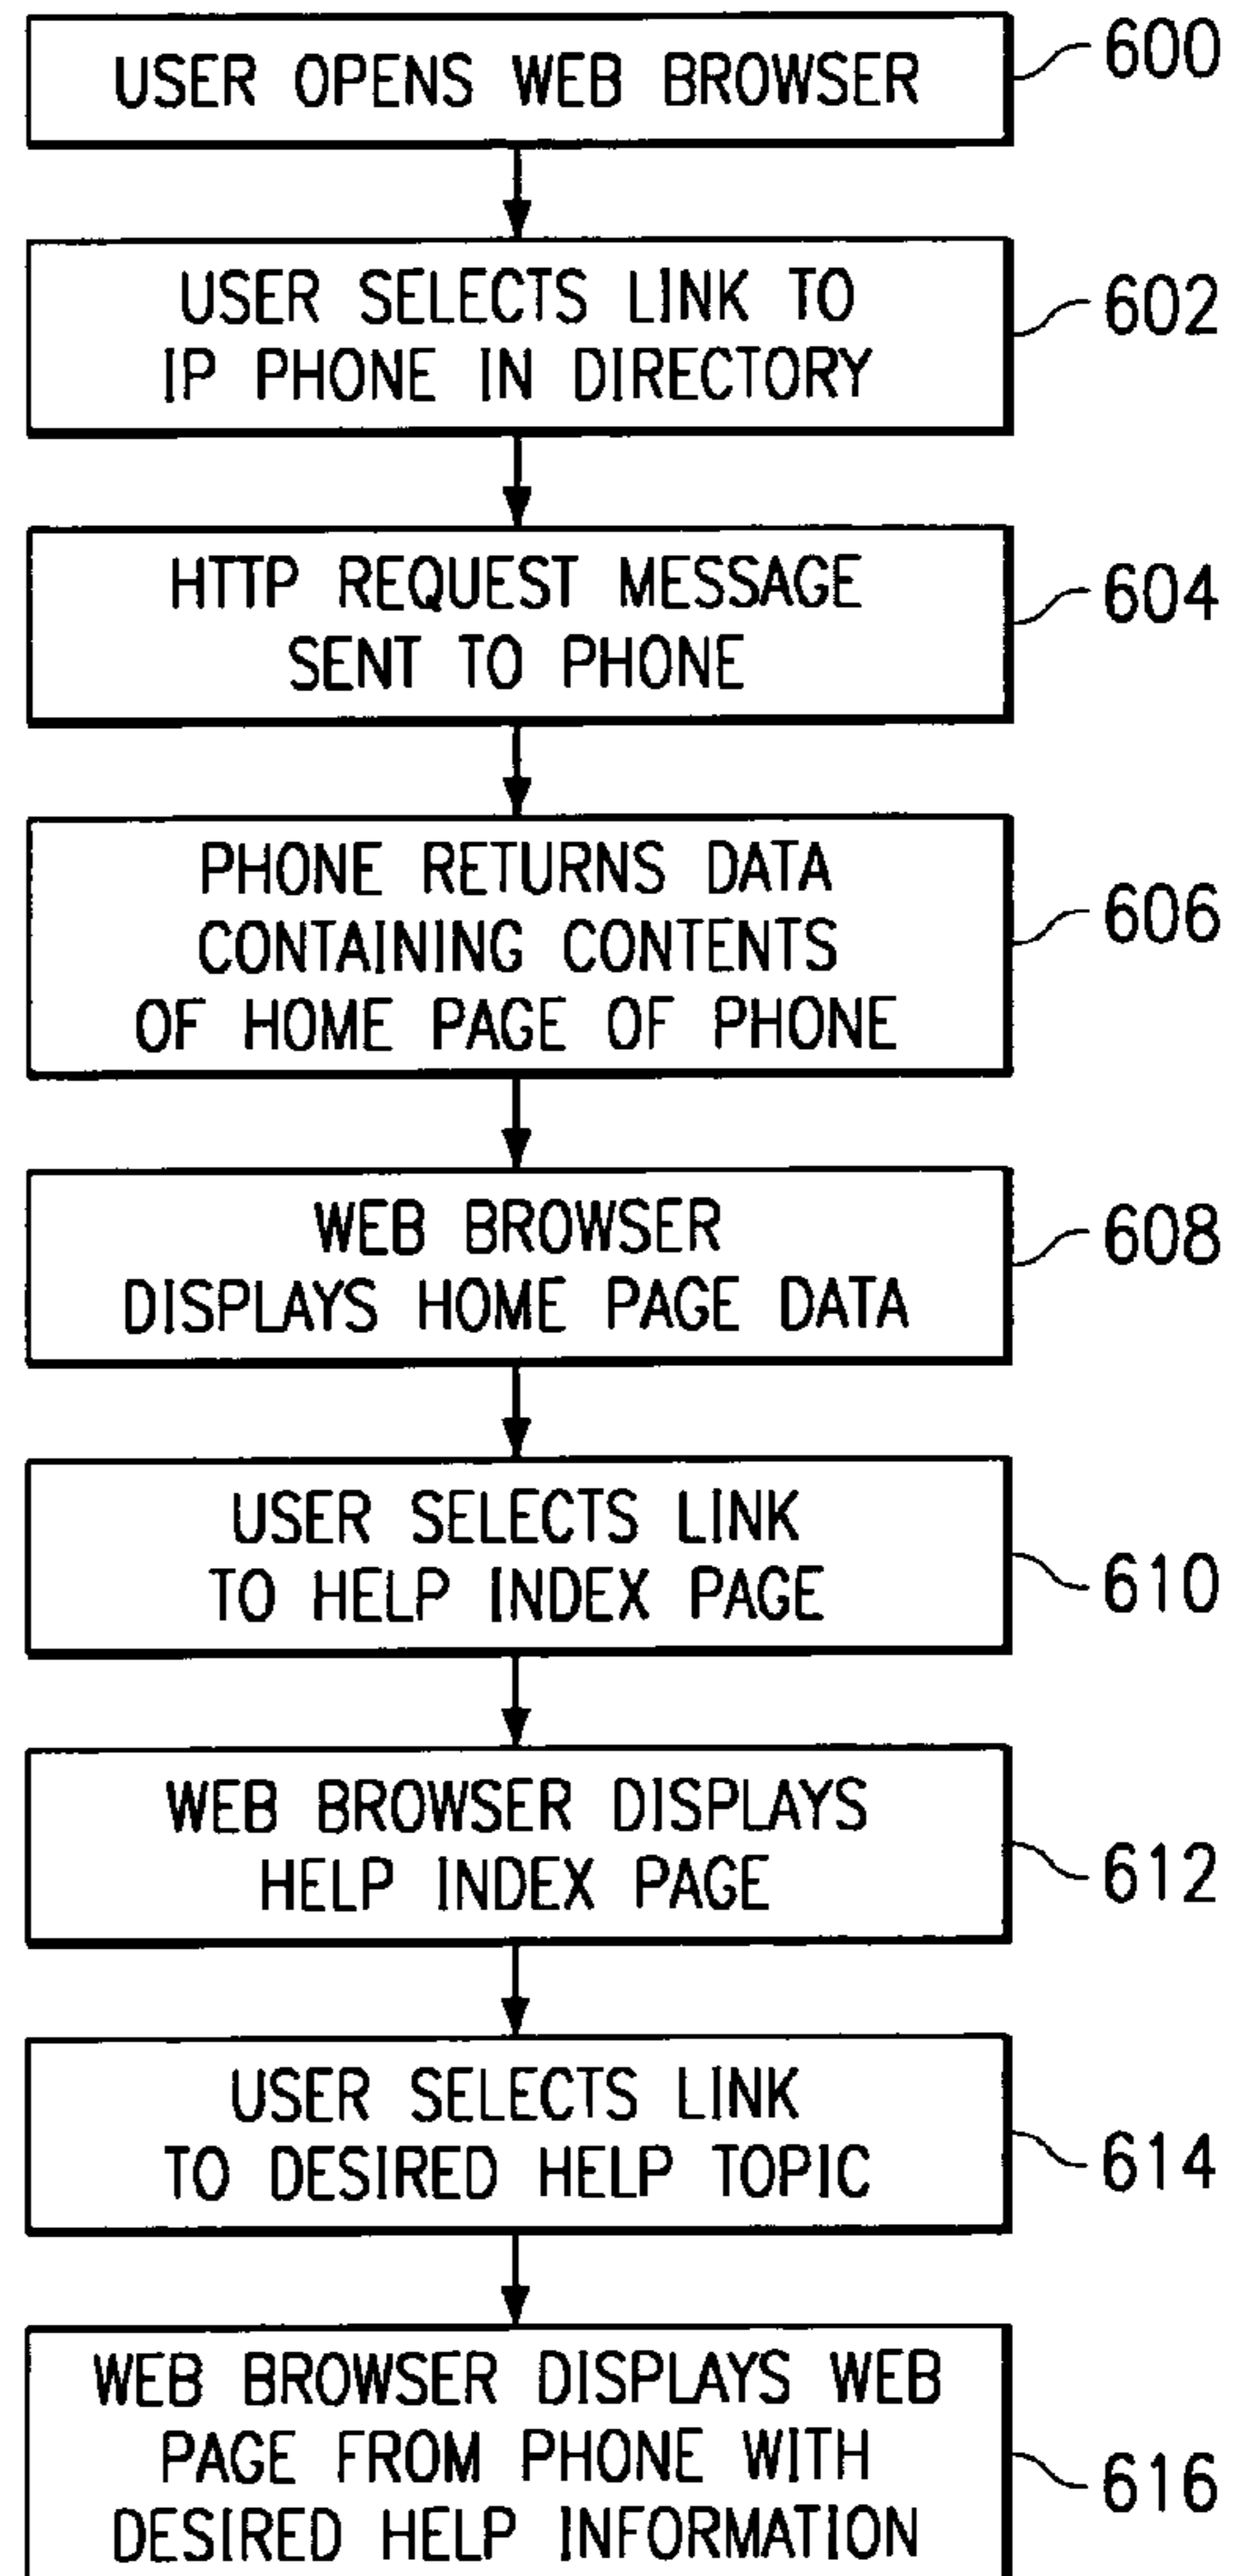 USER OPENS WEB BROWSER
600
USER SELECTS LINK TO
IP PHONE IN DIRECTORY
602
HTTP REQUEST MESSAGE
SENT TO PHONE
604
PHONE RETURNS DATA
CONTAINING CONTENTS
OF HOME PAGE OF PHONE
606
WEB BROWSER
DISPLAYS HOME PAGE DATA
608
USER SELECTS LINK
TO HELP INDEX PAGE
610
WEB BROWSER DISPLAYS
HELP INDEX PAGE
612
USER SELECTS LINK
TO DESIRED HELP TOPIC
614
WEB BROWSER DISPLAYS WEB
PAGE FROM PHONE WITH
DESIRED HELP INFORMATION
616